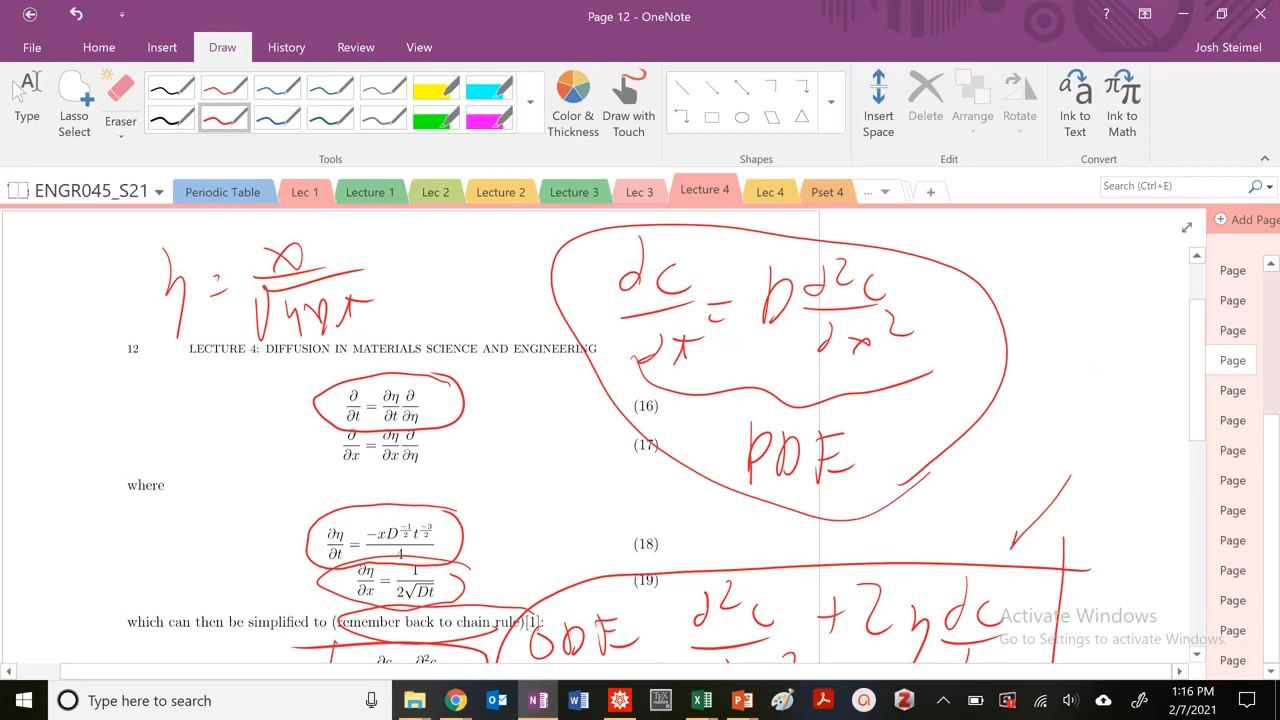 Page 12 - OneNote
?
File
Home
Insert
Draw
History
Review
View
Josh Steimel
Type
Lasso Select
Eraser
Color & Thickness
Draw with Touch
Insert Space
Delete
Arrange
Rotate
Ink to Text
Ink to Math
Tools
Shapes
Edit
Convert
ENGR045_S21
Periodic Table
Lec 1
Lecture 1
Lec 2
Lecture 2
Lecture 3
Lec 3
Lecture 4
Lec 4
Pset 4
...
Search (Ctrl+E)
Add Page
Page
Page
Page
Page
Page
Page
Page
Page
Page
Page
Page
Page
Page
Page
η = x / √4Dt
dc/dt = D d²c/dx²
PDE
12 LECTURE 4: DIFFUSION IN MATERIALS SCIENCE AND ENGINEERING
∂/∂t = ∂η/∂t ∂/∂η (16)
∂/∂x = ∂η/∂x ∂/∂η (17)
where
∂η/∂t = -xD^(-1/2) t^(-3/2) / 4 (18)
∂η/∂x = 1 / 2√Dt (19)
which can then be simplified to (remember back to chain rule)[1]:
∂c ∂²c
ODE d²c + 2η dc
Activate Windows
Go to Settings to activate Windows.
Type here to search
1:16 PM
2/7/2021